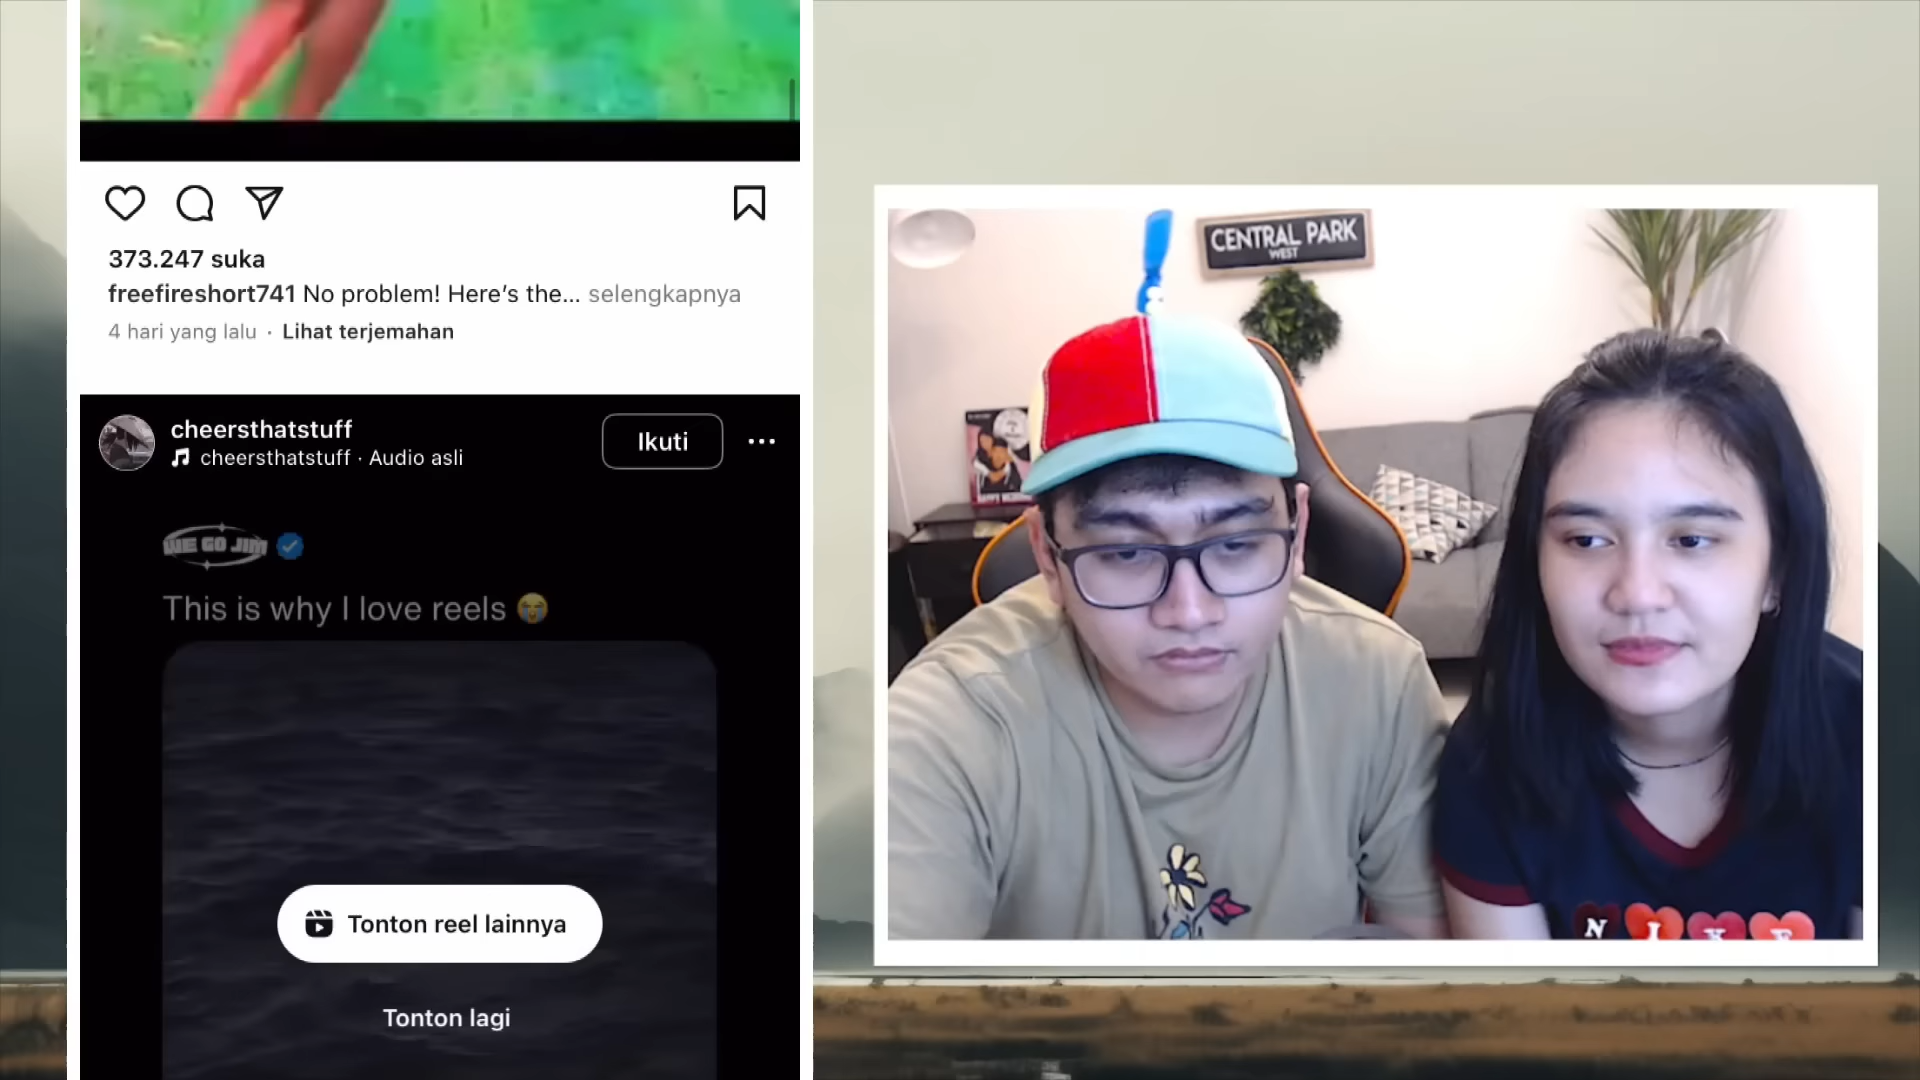 373.247 suka
freefireshort741 No problem! Here’s the... selengkapnya
4 hari yang lalu · Lihat terjemahan
cheersthatstuff
cheersthatstuff · Audio asli
Ikuti
WE GO JIM
This is why I love reels 😭
Tonton reel lainnya
Tonton lagi
CENTRAL PARK
WEST
N I K E